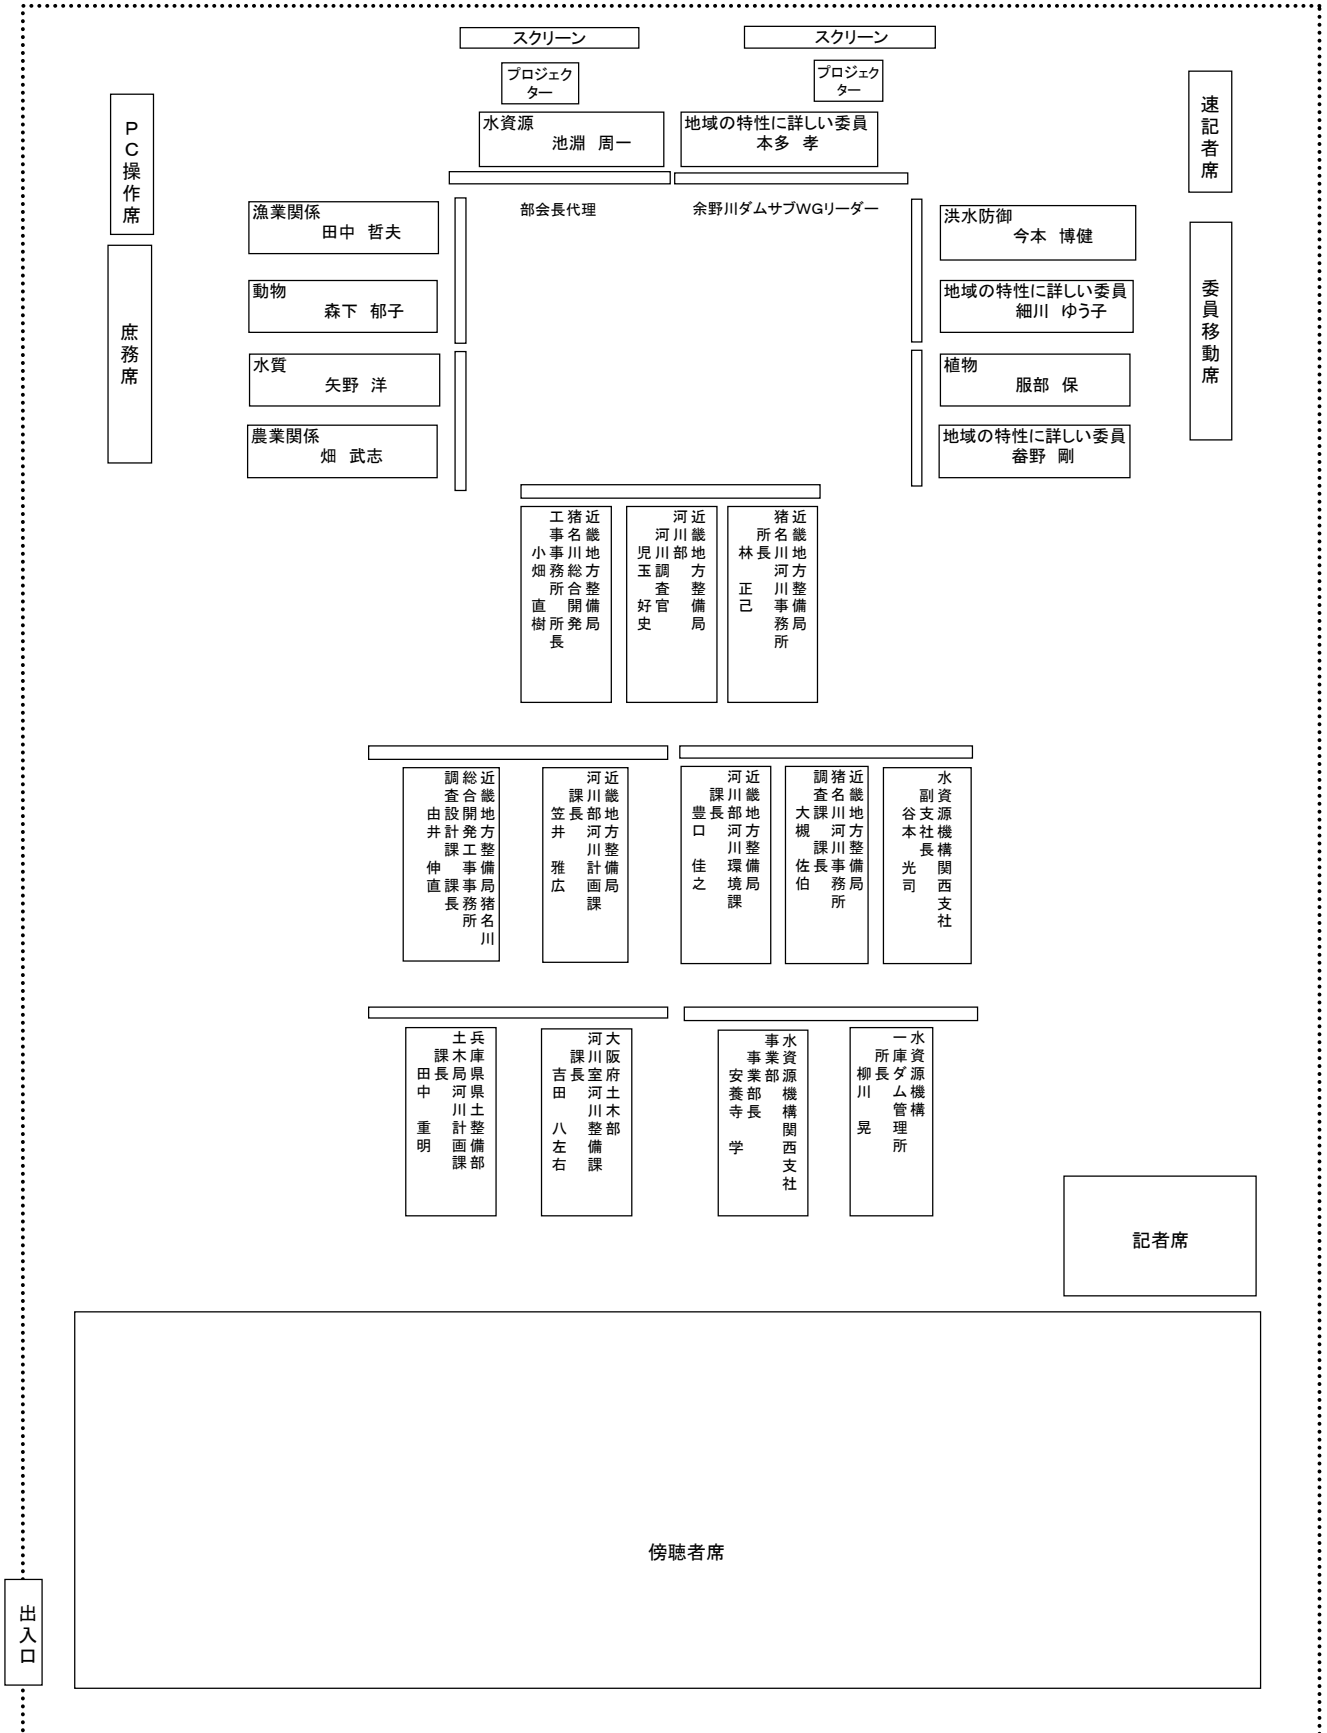 スクリーン
スクリーン
プロジェク
ター
プロジェク
ター
水資源
池淵 周一
地域の特性に詳しい委員
本多 孝
部会長代理
余野川ダムサブWGリーダー
PC操作席
庶務席
速記者席
委員移動席
漁業関係
田中 哲夫
動物
森下 郁子
水質
矢野 洋
農業関係
畑 武志
洪水防御
今本 博健
地域の特性に詳しい委員
細川 ゆう子
植物
服部 保
地域の特性に詳しい委員
畚野 剛
近畿地方整備局
猪名川総合開発
工事事務所 所長
小畑 直樹
近畿地方整備局
河川部
河川調査官
児玉 好史
近畿地方整備局
猪名川河川事務所
所長
林 正己
近畿地方整備局猪名川
総合開発工事事務所
調査設計課 課長
由井 伸直
近畿地方整備局
河川部河川計画課
課長
笠井 雅広
近畿地方整備局
河川部河川環境課
課長
豊口 佳之
近畿地方整備局
猪名川河川事務所
調査課 課長
大槻 佐伯
水資源機構関西支社
副支社長
谷本 光司
兵庫県県土整備部
土木局河川計画課
課長
田中 重明
大阪府土木部
河川室河川整備課
課長
吉田 八左右
水資源機構関西支社
事業部
事業部長
安養寺 学
水資源機構
一庫ダム管理所
所長
柳川 晃
記者席
傍聴者席
出入口